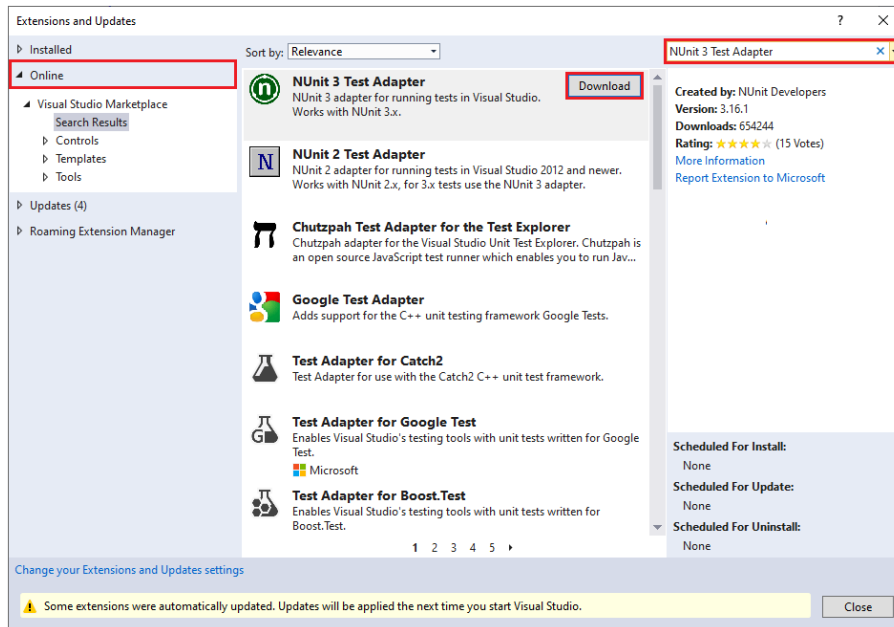 Extensions and Updates
Installed
Online
Visual Studio Marketplace
Search Results
Controls
Templates
Tools
Updates (4)
Roaming Extension Manager
Sort by: Relevance
NUnit 3 Test Adapter
NUnit 3 adapter for running tests in Visual Studio.
Works with NUnit 3.x.
Download
NUnit 2 Test Adapter
NUnit 2 adapter for running tests in Visual Studio 2012 and newer.
Works with NUnit 2.x, for 3.x tests use the NUnit 3 adapter.
Chutzpah Test Adapter for the Test Explorer
Chutzpah adapter for the Visual Studio Unit Test Explorer. Chutzpah is
an open source JavaScript test runner which enables you to run Jav...
Google Test Adapter
Adds support for the C++ unit testing framework Google Tests.
Test Adapter for Catch2
Test Adapter for use with the Catch2 C++ unit test framework.
Test Adapter for Google Test
Enables Visual Studio's testing tools with unit tests written for Google
Test.
Microsoft
Test Adapter for Boost.Test
Enables Visual Studio's testing tools with unit tests written for
Boost.Test.
1 2 3 4 5
NUnit 3 Test Adapter
Created by: NUnit Developers
Version: 3.16.1
Downloads: 654244
Rating: (15 Votes)
More Information
Report Extension to Microsoft
Scheduled For Install:
None
Scheduled For Update:
None
Scheduled For Uninstall:
None
Change your Extensions and Updates settings
Some extensions were automatically updated. Updates will be applied the next time you start Visual Studio.
Close